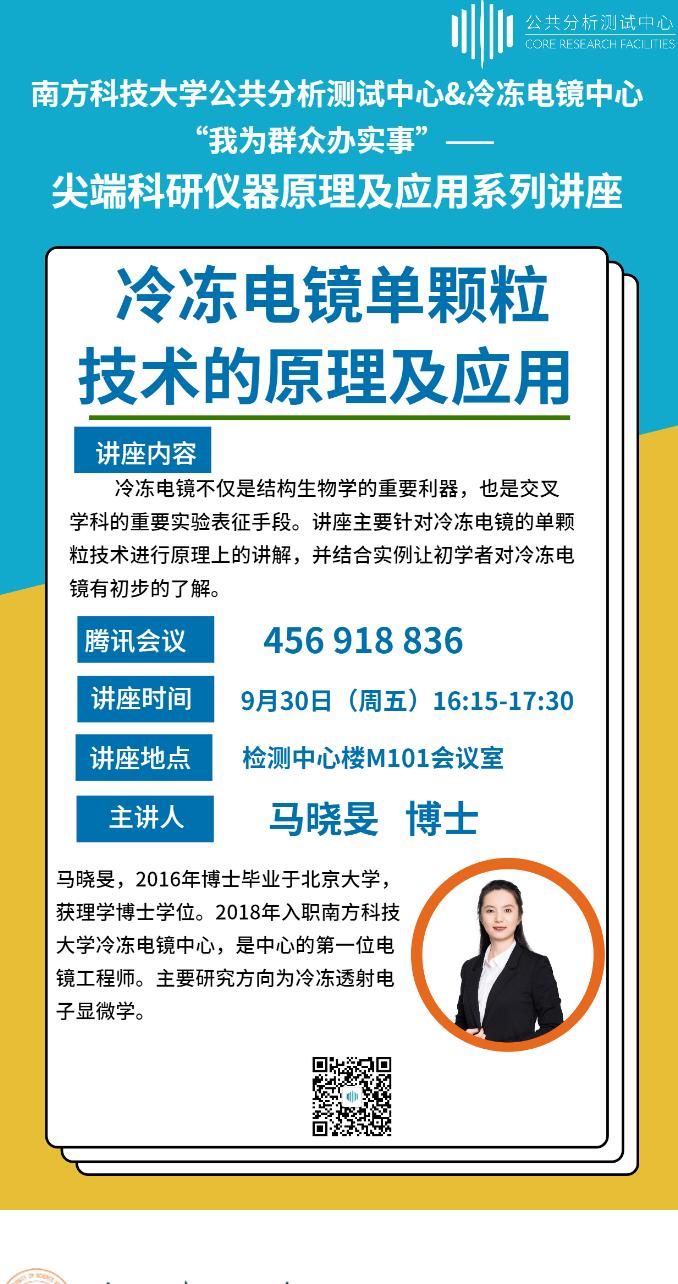 公共分析测试中心
CORE RESEARCH FACILITIES
南方科技大学公共分析测试中心&冷冻电镜中心
“我为群众办实事”——
尖端科研仪器原理及应用系列讲座
冷冻电镜单颗粒
技术的原理及应用
讲座内容
冷冻电镜不仅是结构生物学的重要利器，也是交叉
学科的重要实验表征手段。讲座主要针对冷冻电镜的单颗
粒技术进行原理上的讲解，并结合实例让初学者对冷冻电
镜有初步的了解。
腾讯会议 456 918 836
讲座时间 9月30日（周五）16:15-17:30
讲座地点 检测中心楼M101会议室
主讲人 马晓旻 博士
马晓旻，2016年博士毕业于北京大学，
获理学博士学位。2018年入职南方科技
大学冷冻电镜中心，是中心的第一位电
镜工程师。主要研究方向为冷冻透射电
子显微学。